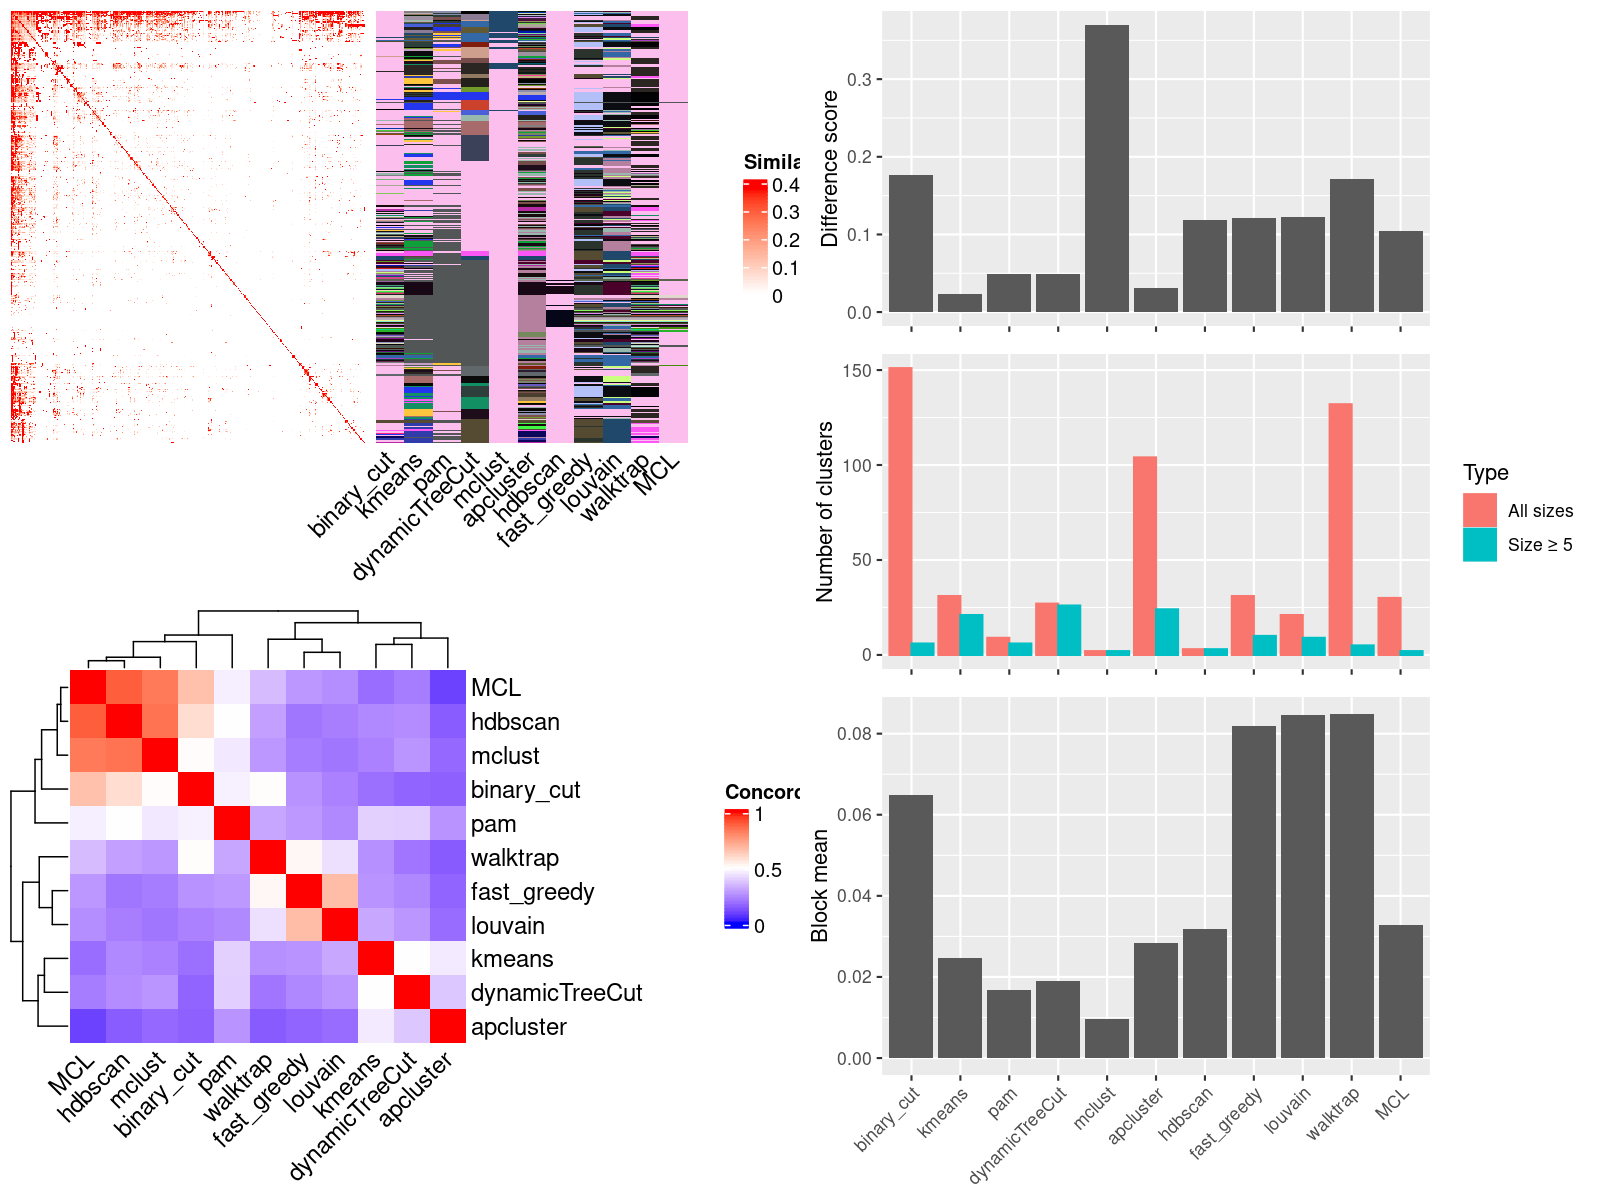 Simila
0.4
0.3
0.2
0.1
0
binary_cut
kmeans
pam
dynamicTreeCut
mclust
apcluster
hdbscan
fast_greedy
louvain
walktrap
MCL
MCL
hdbscan
mclust
binary_cut
pam
walktrap
fast_greedy
louvain
kmeans
dynamicTreeCut
apcluster
MCL
hdbscan
mclust
binary_cut
pam
walktrap
fast_greedy
louvain
kmeans
dynamicTreeCut
apcluster
Concord
1
0.5
0
Difference score
0.3
0.2
0.1
0.0
Number of clusters
150
100
50
0
Type
All sizes
Size ≥ 5
Block mean
0.08
0.06
0.04
0.02
0.00
binary_cut
kmeans
pam
dynamicTreeCut
mclust
apcluster
hdbscan
fast_greedy
louvain
walktrap
MCL